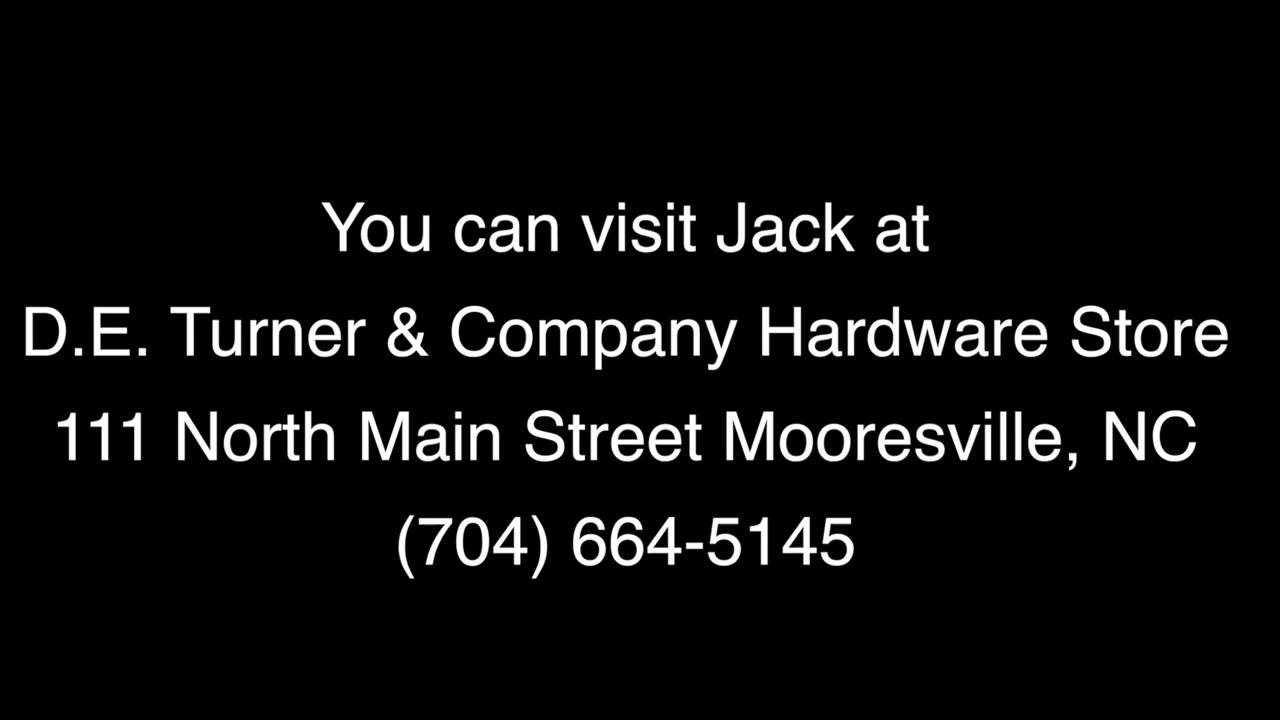 You can visit Jack at
D.E. Turner & Company Hardware Store
111 North Main Street Mooresville, NC
(704) 664-5145